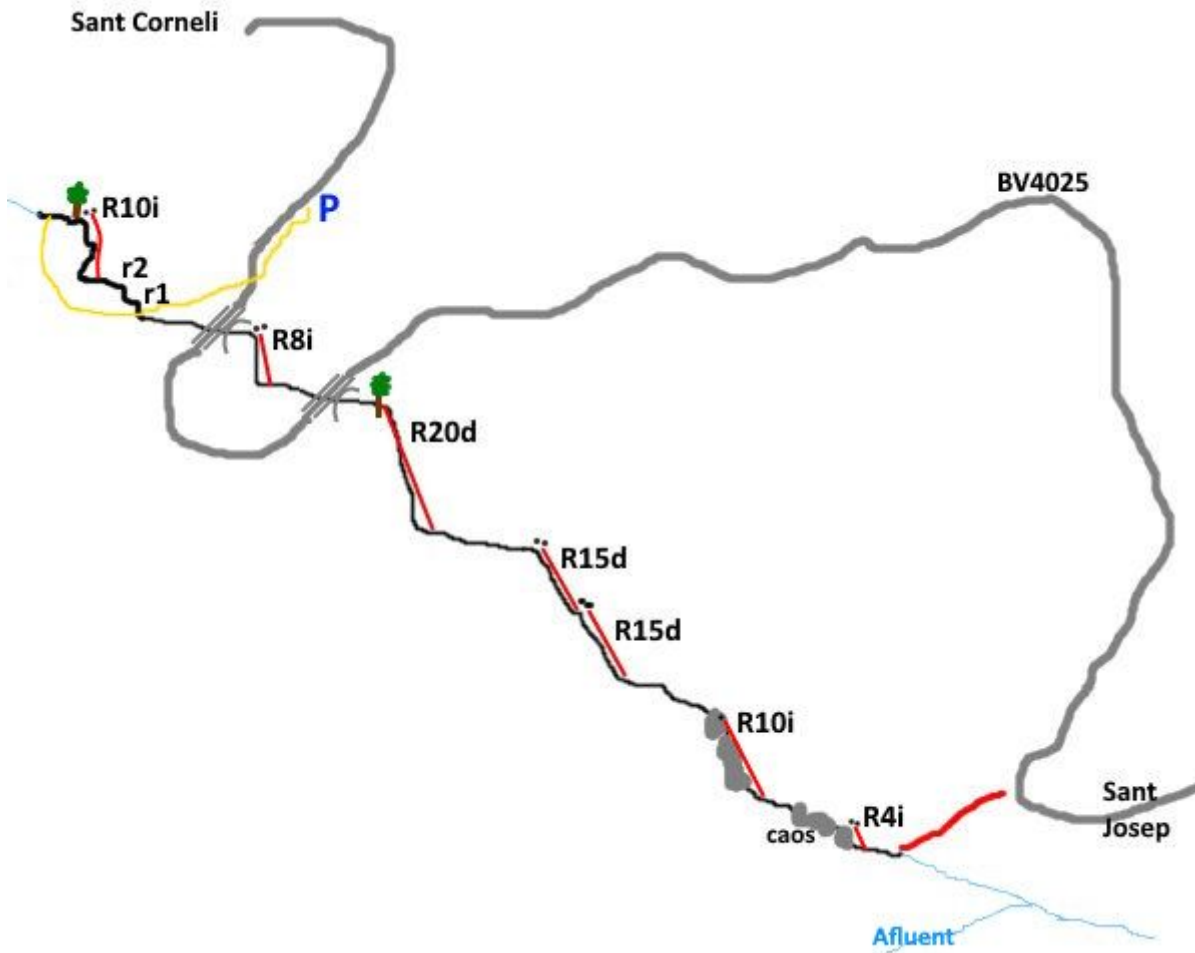 Sant Corneli
BV4025
R10i
P
r2
r1
R8i
R20d
R15d
R15d
R10i
Sant
Josep
R4i
caos
Afluent